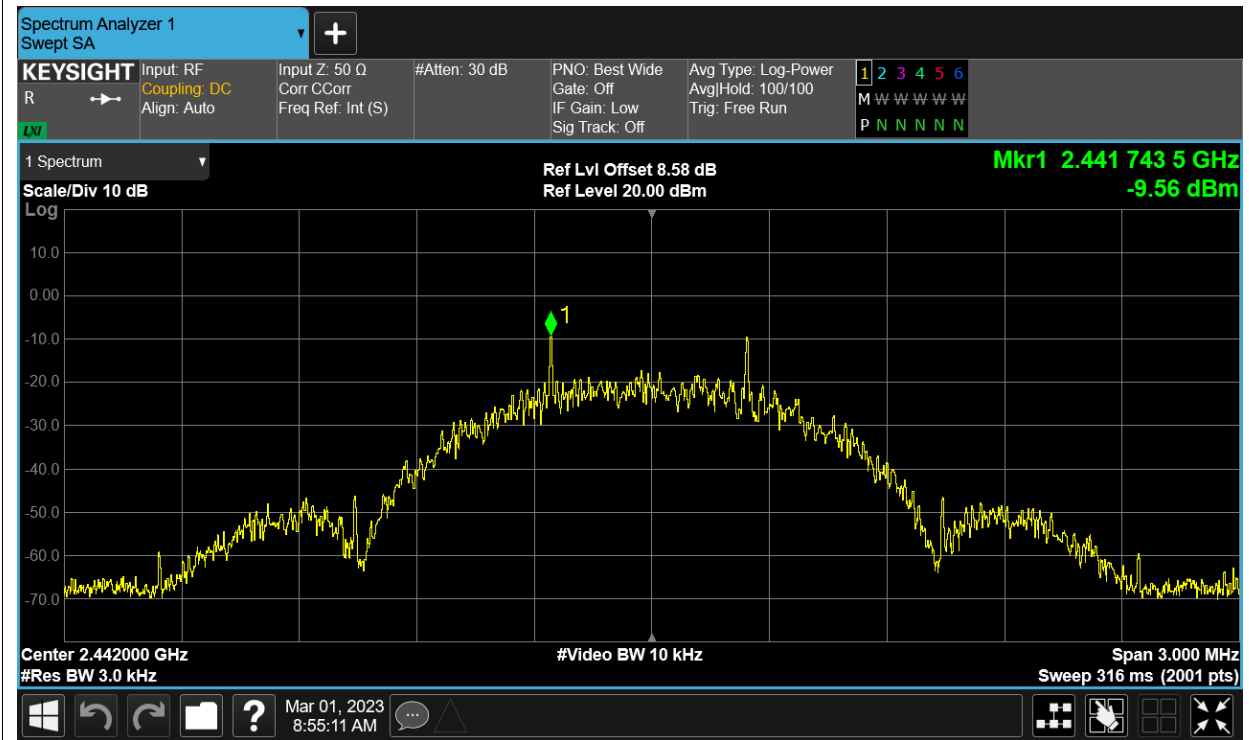 Spectrum Analyzer 1
Swept SA
KEYSIGHT
R
LXI
Input: RF
Coupling: DC
Align: Auto
Input Z: 50 Ω
Corr CCorr
Freq Ref: Int (S)
#Atten: 30 dB
PNO: Best Wide
Gate: Off
IF Gain: Low
Sig Track: Off
Avg Type: Log-Power
Avg|Hold: 100/100
Trig: Free Run
1 2 3 4 5 6
M W W W W W
P N N N N N
1 Spectrum
Scale/Div 10 dB
Log
Ref Lvl Offset 8.58 dB
Ref Level 20.00 dBm
Mkr1 2.441 743 5 GHz
-9.56 dBm
10.0
0.00
1
-10.0
-20.0
-30.0
-40.0
-50.0
-60.0
-70.0
Center 2.442000 GHz
#Res BW 3.0 kHz
#Video BW 10 kHz
Span 3.000 MHz
Sweep 316 ms (2001 pts)
?
Mar 01, 2023
8:55:11 AM